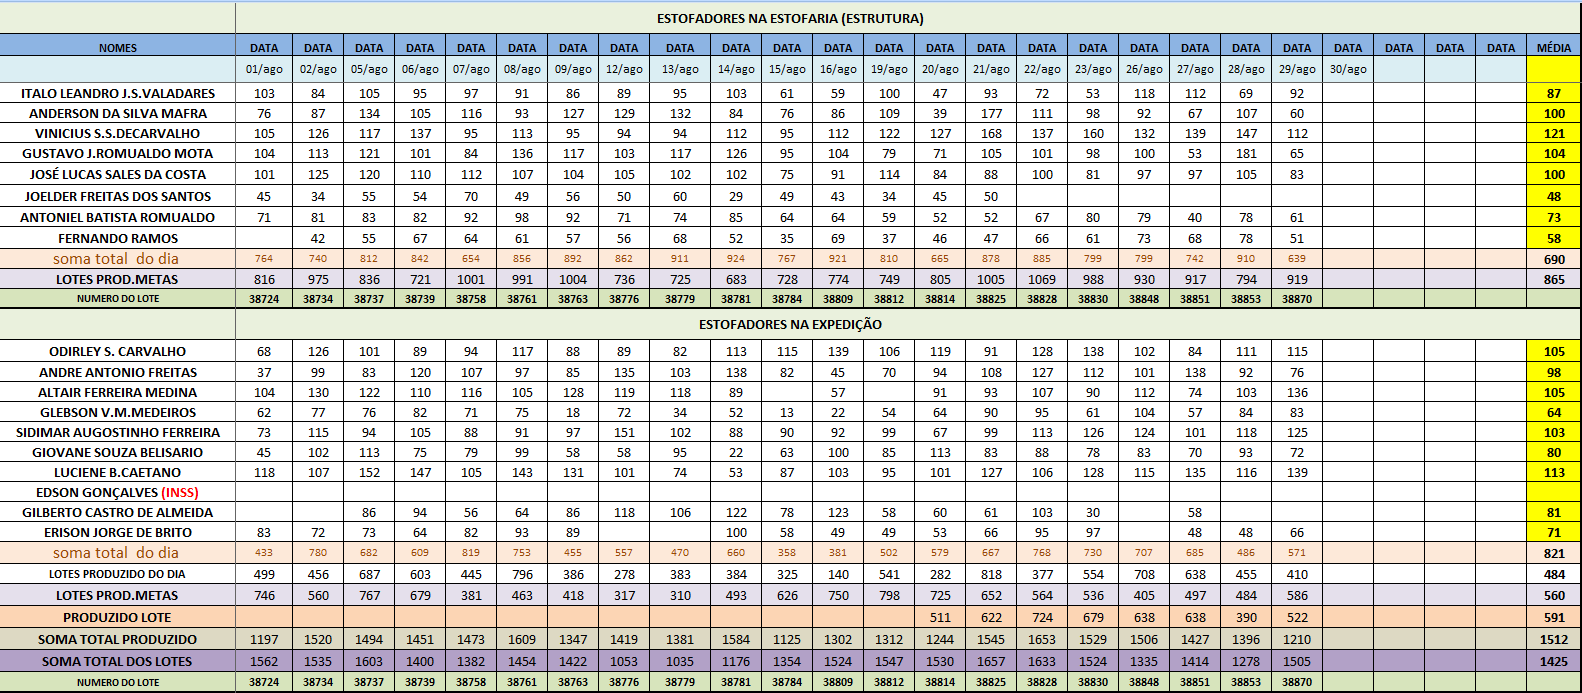 ESTOFADORES NA ESTOFARIA (ESTRUTURA)
NOMES DATA DATA DATA DATA DATA DATA DATA DATA DATA DATA DATA DATA DATA DATA DATA DATA DATA DATA DATA DATA DATA DATA DATA DATA DATA MÉDIA
01/ago 02/ago 05/ago 06/ago 07/ago 08/ago 09/ago 12/ago 13/ago 14/ago 15/ago 16/ago 19/ago 20/ago 21/ago 22/ago 23/ago 26/ago 27/ago 28/ago 29/ago 30/ago
ITALO LEANDRO J.S.VALADARES 103 84 105 95 97 91 86 89 95 103 61 59 100 47 93 72 53 118 112 69 92 87
ANDERSON DA SILVA MAFRA 76 87 134 105 116 93 127 129 132 84 76 86 109 39 177 111 98 92 67 107 60 100
VINICIUS S.S.DECARVALHO 105 126 117 137 95 113 95 94 94 112 95 112 122 127 168 137 160 132 139 147 112 121
GUSTAVO J.ROMUALDO MOTA 104 113 121 101 84 136 117 103 117 126 95 104 79 71 105 101 98 100 53 181 65 104
JOSÉ LUCAS SALES DA COSTA 101 125 120 110 112 107 104 105 102 102 75 91 114 84 88 100 81 97 97 105 83 100
JOELDER FREITAS DOS SANTOS 45 34 55 54 70 49 56 50 60 29 49 43 34 45 50 48
ANTONIEL BATISTA ROMUALDO 71 81 83 82 92 98 92 71 74 85 64 64 59 52 52 67 80 79 40 78 61 73
FERNANDO RAMOS 42 55 67 64 61 57 56 68 52 35 69 37 46 47 66 61 73 68 78 51 58
soma total do dia 764 740 812 842 654 856 892 862 911 924 767 921 810 665 878 885 799 799 742 910 639 690
LOTES PROD.METAS 816 975 836 721 1001 991 1004 736 725 683 728 774 749 805 1005 1069 988 930 917 794 919 865
NUMERO DO LOTE 38724 38734 38737 38739 38758 38761 38763 38776 38779 38781 38784 38809 38812 38814 38825 38828 38830 38848 38851 38853 38870
ESTOFADORES NA EXPEDIÇÃO
ODIRLEY S. CARVALHO 68 126 101 89 94 117 88 89 82 113 115 139 106 119 91 128 138 102 84 111 115 105
ANDRE ANTONIO FREITAS 37 99 83 120 107 97 85 135 103 138 82 45 70 94 108 127 112 101 138 92 76 98
ALTAIR FERREIRA MEDINA 104 130 122 110 116 105 128 119 118 89 57 91 93 107 90 112 74 103 136 105
GLEBSON V.M.MEDEIROS 62 77 76 82 71 75 18 72 34 52 13 22 54 64 90 95 61 104 57 84 83 64
SIDIMAR AUGOSTINHO FERREIRA 73 115 94 105 88 91 97 151 102 88 90 92 99 67 99 113 126 124 101 118 125 103
GIOVANE SOUZA BELISARIO 45 102 113 75 79 99 58 58 95 22 63 100 85 113 83 88 78 83 70 93 72 80
LUCIENE B.CAETANO 118 107 152 147 105 143 131 101 74 53 87 103 95 101 127 106 128 115 135 116 139 113
EDSON GONÇALVES (INSS)
GILBERTO CASTRO DE ALMEIDA 86 94 56 64 86 118 106 122 78 123 58 60 61 103 30 58 81
ERISON JORGE DE BRITO 83 72 73 64 82 93 89 100 58 49 49 53 66 95 97 48 48 66 71
soma total do dia 433 780 682 609 819 753 455 557 470 660 358 381 502 579 667 768 730 707 685 486 571 821
LOTES PRODUZIDO DO DIA 499 456 687 603 445 796 386 278 383 384 325 140 541 282 818 377 554 708 638 455 410 484
LOTES PROD.METAS 746 560 767 679 381 463 418 317 310 493 626 750 798 725 652 564 536 405 497 484 586 560
PRODUZIDO LOTE 511 622 724 679 638 638 390 522 591
SOMA TOTAL PRODUZIDO 1197 1520 1494 1451 1473 1609 1347 1419 1381 1584 1125 1302 1312 1244 1545 1653 1529 1506 1427 1396 1210 1512
SOMA TOTAL DOS LOTES 1562 1535 1603 1400 1382 1454 1422 1053 1035 1176 1354 1524 1547 1530 1657 1633 1524 1335 1414 1278 1505 1425
NUMERO DO LOTE 38724 38734 38737 38739 38758 38761 38763 38776 38779 38781 38784 38809 38812 38814 38825 38828 38830 38848 38851 38853 38870